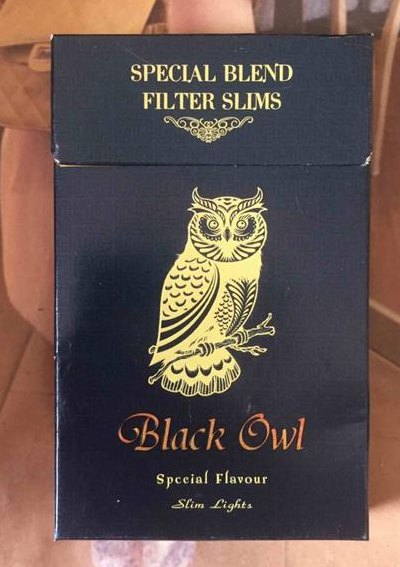 SPECIAL BLEND
FILTER SLIMS
Black Owl
Special Flavour
Slim Lights